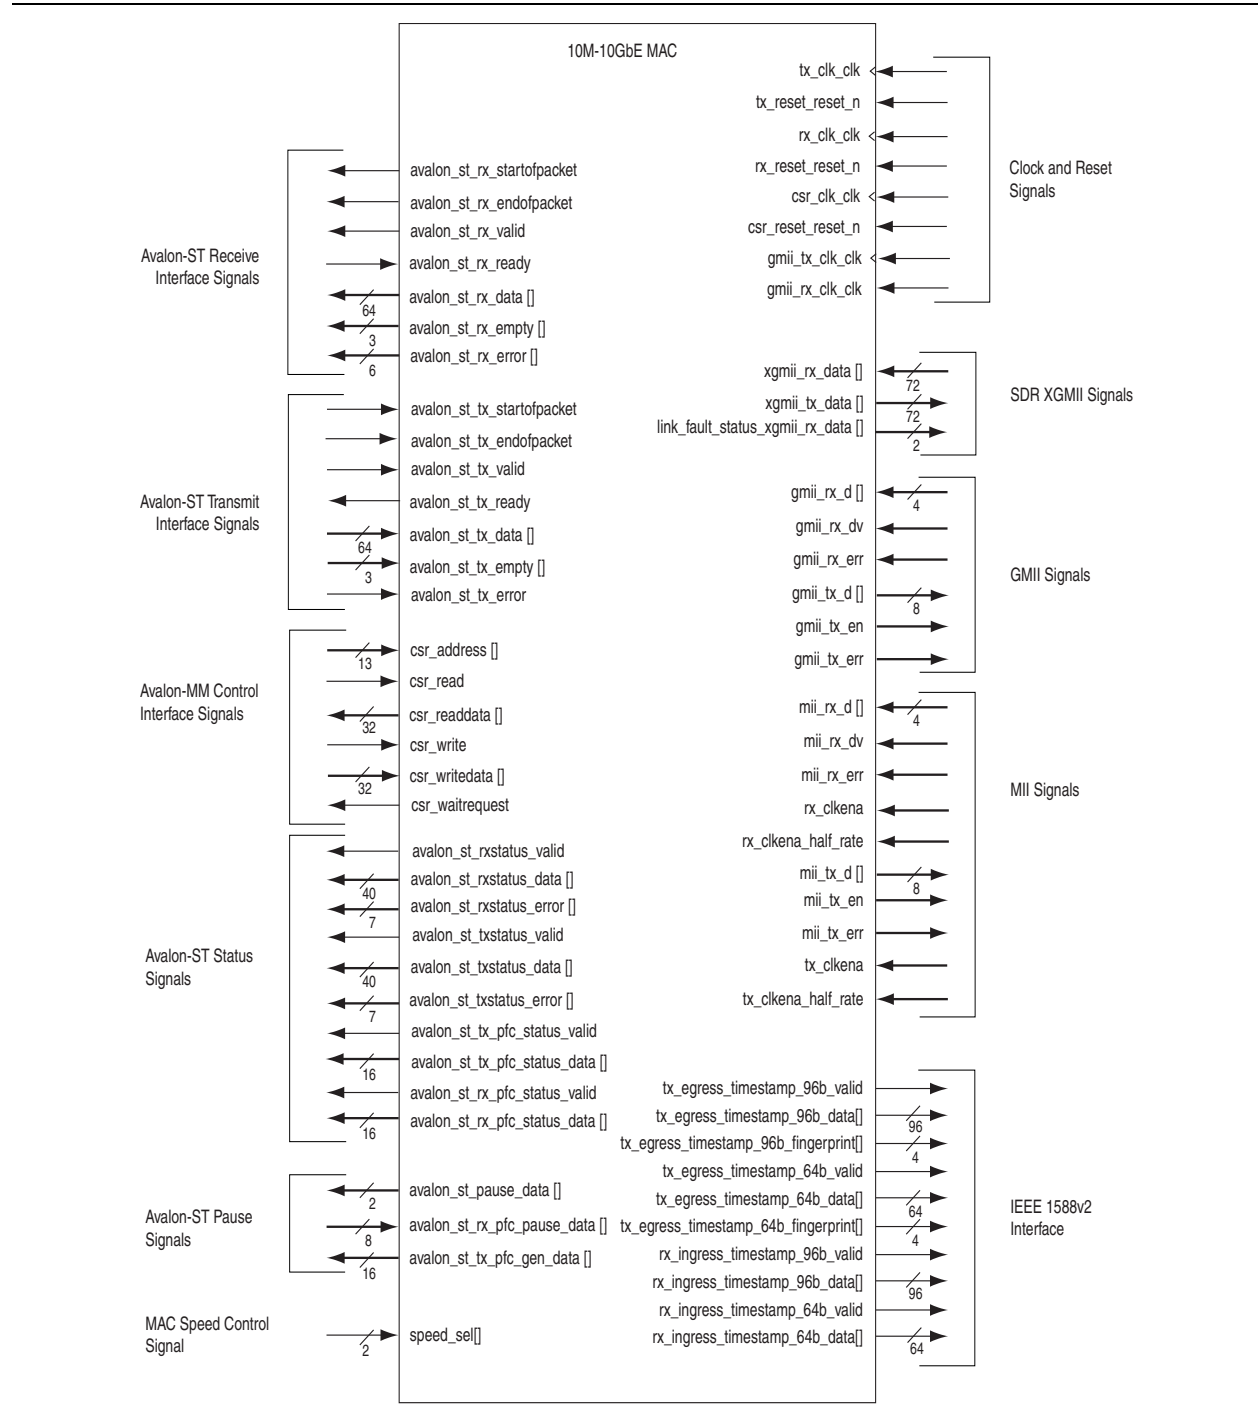 10M-10GbE MAC
Avalon-ST Receive
Interface Signals
avalon_st_rx_startofpacket
avalon_st_rx_endofpacket
avalon_st_rx_valid
avalon_st_rx_ready
avalon_st_rx_data []
64
avalon_st_rx_empty []
3
avalon_st_rx_error []
6
Avalon-ST Transmit
Interface Signals
avalon_st_tx_startofpacket
avalon_st_tx_endofpacket
avalon_st_tx_valid
avalon_st_tx_ready
avalon_st_tx_data []
64
avalon_st_tx_empty []
3
avalon_st_tx_error
Avalon-MM Control
Interface Signals
csr_address []
13
csr_read
csr_readdata []
32
csr_write
csr_writedata []
32
csr_waitrequest
Avalon-ST Status
Signals
avalon_st_rxstatus_valid
avalon_st_rxstatus_data []
40
avalon_st_rxstatus_error []
7
avalon_st_txstatus_valid
avalon_st_txstatus_data []
40
avalon_st_txstatus_error []
7
avalon_st_tx_pfc_status_valid
avalon_st_tx_pfc_status_data []
16
avalon_st_rx_pfc_status_valid
avalon_st_rx_pfc_status_data []
16
Avalon-ST Pause
Signals
avalon_st_pause_data []
2
avalon_st_rx_pfc_pause_data []
8
avalon_st_tx_pfc_gen_data []
16
MAC Speed Control
Signal
speed_sel[]
2
tx_clk_clk
tx_reset_reset_n
rx_clk_clk
rx_reset_reset_n
csr_clk_clk
csr_reset_reset_n
gmii_tx_clk_clk
gmii_rx_clk_clk
Clock and Reset
Signals
xgmii_rx_data []
72
xgmii_tx_data []
72
link_fault_status_xgmii_rx_data []
2
SDR XGMII Signals
gmii_rx_d []
4
gmii_rx_dv
gmii_rx_err
gmii_tx_d []
8
gmii_tx_en
gmii_tx_err
GMII Signals
mii_rx_d []
4
mii_rx_dv
mii_rx_err
rx_clkena
rx_clkena_half_rate
mii_tx_d []
8
mii_tx_en
mii_tx_err
tx_clkena
tx_clkena_half_rate
MII Signals
tx_egress_timestamp_96b_valid
tx_egress_timestamp_96b_data[]
96
tx_egress_timestamp_96b_fingerprint[]
4
tx_egress_timestamp_64b_valid
tx_egress_timestamp_64b_data[]
64
tx_egress_timestamp_64b_fingerprint[]
4
rx_ingress_timestamp_96b_valid
rx_ingress_timestamp_96b_data[]
96
rx_ingress_timestamp_64b_valid
rx_ingress_timestamp_64b_data[]
64
IEEE 1588v2
Interface